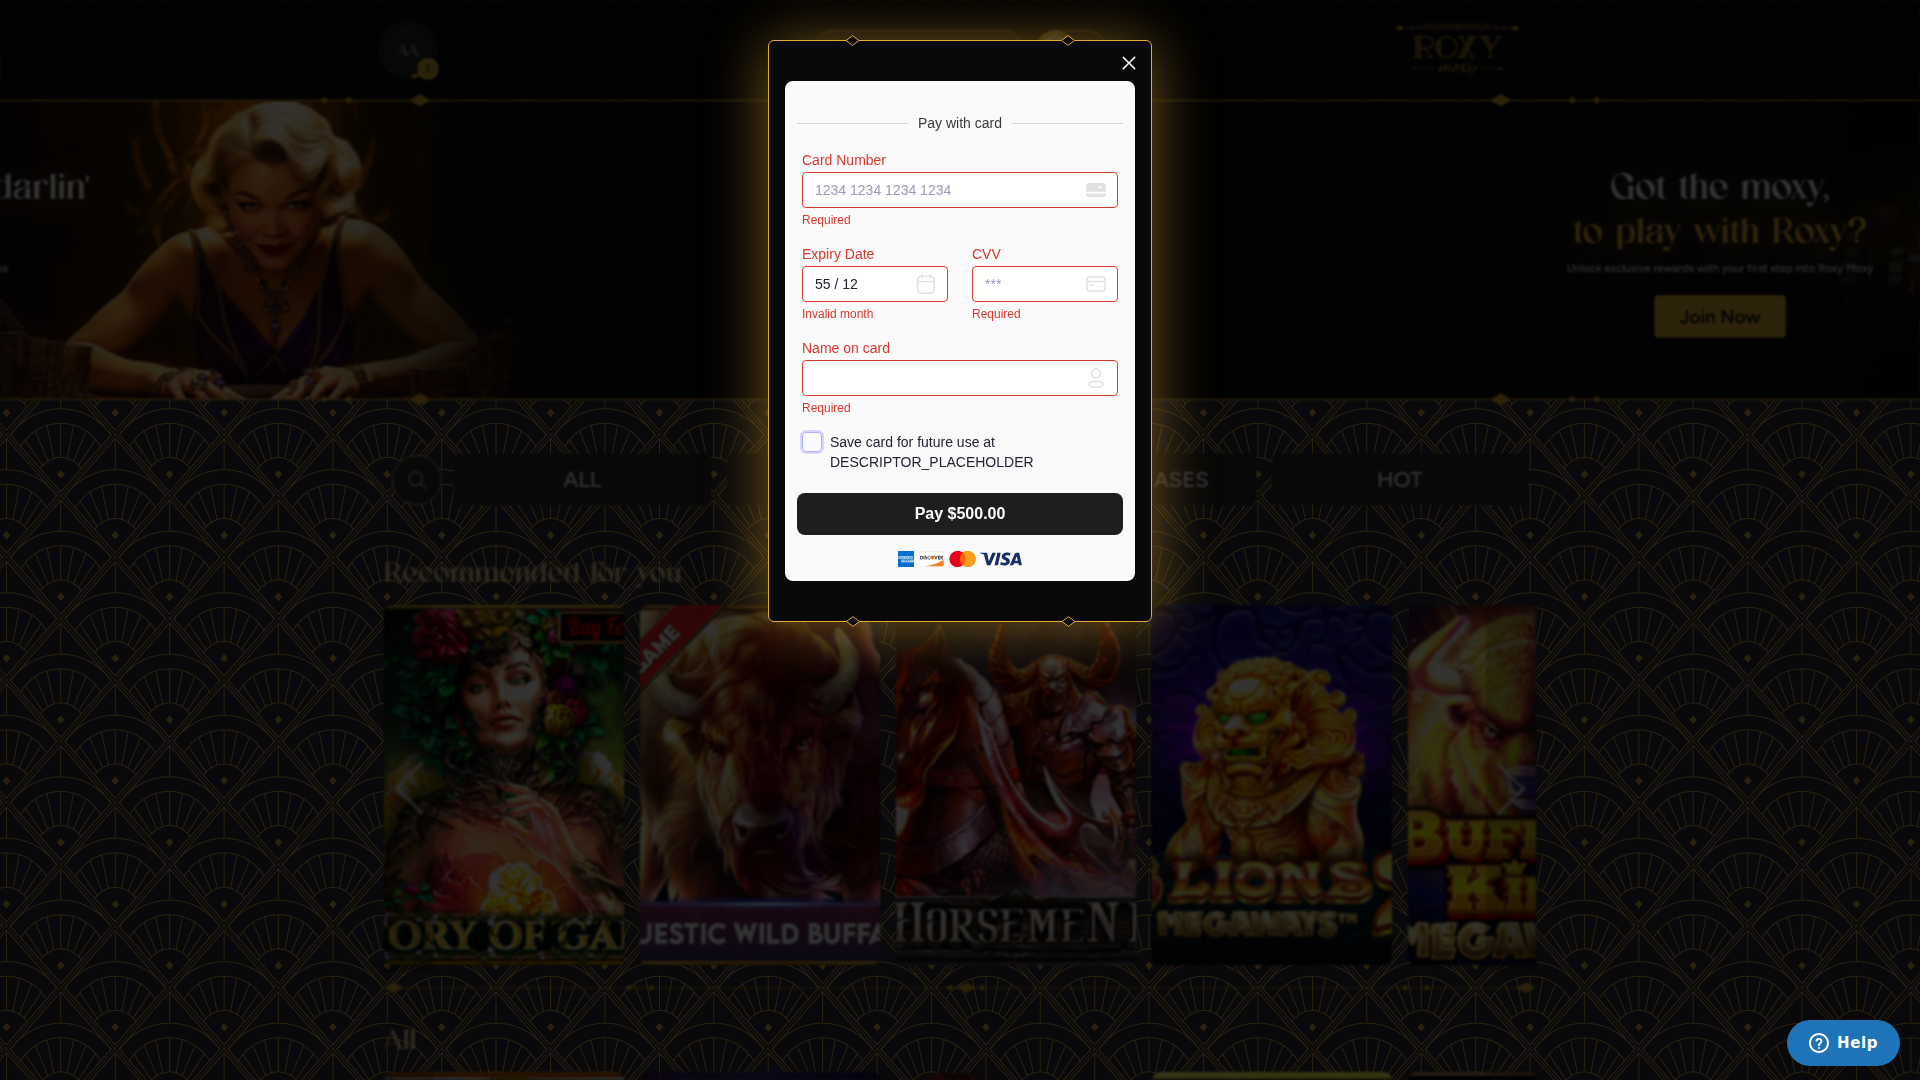 AA
ROXY
moxy
darlin'
Got the moxy,
to play with Roxy?
Unlock exclusive rewards with your first step into Roxy Moxy
Join Now
Pay with card
Card Number
1234 1234 1234 1234
Required
Expiry Date
CVV
55 / 12
***
Invalid month
Required
Name on card
Required
Save card for future use at
DESCRIPTOR_PLACEHOLDER
Pay $500.00
DISCOVER
VISA
ALL
ASES
HOT
Recommended for you
GAME
ORY OF GA
JESTIC WILD BUFFA
HORSEMEN
LIONS
MEGAWAYS™
BUFF
KI
MEGA
All
Help